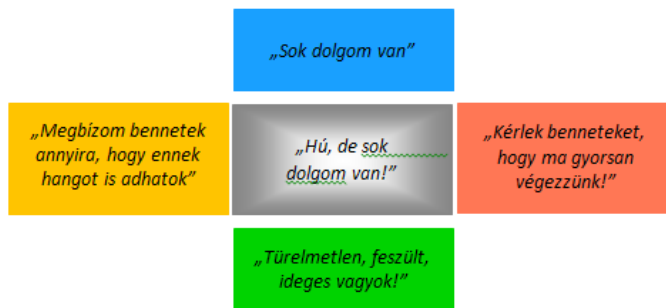 „Sok dolgom van”
„Megbízom bennetek
annyira, hogy ennek
hangot is adhatok”
„Hú, de sok
dolgom van!”
„Kérlek benneteket,
hogy ma gyorsan
végezzünk!”
„Türelmetlen, feszült,
ideges vagyok!”